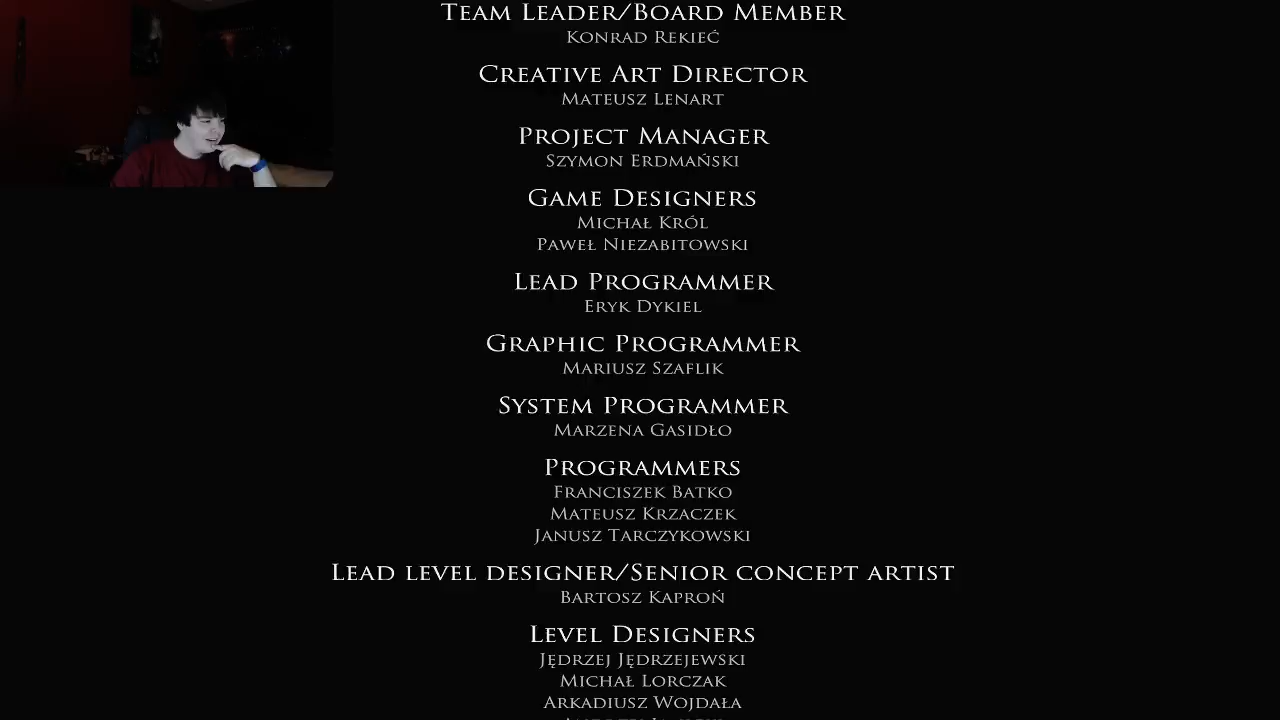 TEAM LEADER/BOARD MEMBER
KONRAD REKIEĆ
CREATIVE ART DIRECTOR
MATEUSZ LENART
PROJECT MANAGER
SZYMON ERDMAŃSKI
GAME DESIGNERS
MICHAŁ KRÓL
PAWEŁ NIEZABITOWSKI
LEAD PROGRAMMER
ERYK DYKIEL
GRAPHIC PROGRAMMER
MARIUSZ SZAFLIK
SYSTEM PROGRAMMER
MARZENA GASIDŁO
PROGRAMMERS
FRANCISZEK BATKO
MATEUSZ KRZACZEK
JANUSZ TARCZYKOWSKI
LEAD LEVEL DESIGNER/SENIOR CONCEPT ARTIST
BARTOSZ KAPROŃ
LEVEL DESIGNERS
JĘDRZEJ JĘDRZEJEWSKI
MICHAŁ LORCZAK
ARKADIUSZ WOJDAŁA